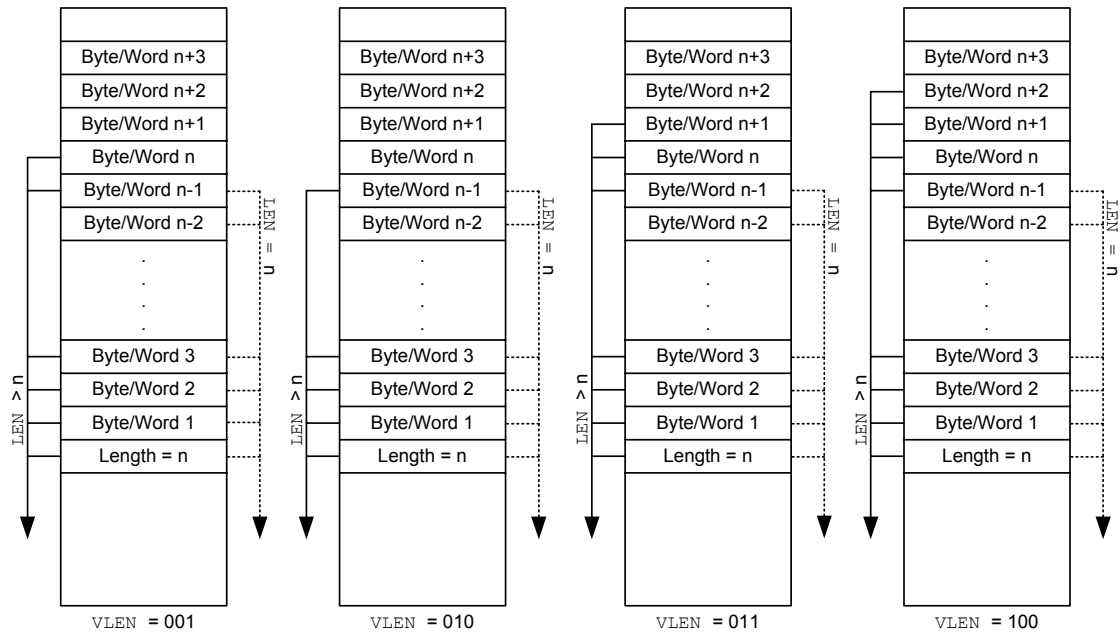 Byte/Word n+3
Byte/Word n+2
Byte/Word n+1
Byte/Word n
Byte/Word n-1
Byte/Word n-2
.
.
.
.
Byte/Word 3
Byte/Word 2
Byte/Word 1
Length = n
LEN > n
LEN = n
VLEN = 001
Byte/Word n+3
Byte/Word n+2
Byte/Word n+1
Byte/Word n
Byte/Word n-1
Byte/Word n-2
.
.
.
.
Byte/Word 3
Byte/Word 2
Byte/Word 1
Length = n
LEN > n
LEN = n
VLEN = 010
Byte/Word n+3
Byte/Word n+2
Byte/Word n+1
Byte/Word n
Byte/Word n-1
Byte/Word n-2
.
.
.
.
Byte/Word 3
Byte/Word 2
Byte/Word 1
Length = n
LEN > n
LEN = n
VLEN = 011
Byte/Word n+3
Byte/Word n+2
Byte/Word n+1
Byte/Word n
Byte/Word n-1
Byte/Word n-2
.
.
.
.
Byte/Word 3
Byte/Word 2
Byte/Word 1
Length = n
LEN > n
LEN = n
VLEN = 100